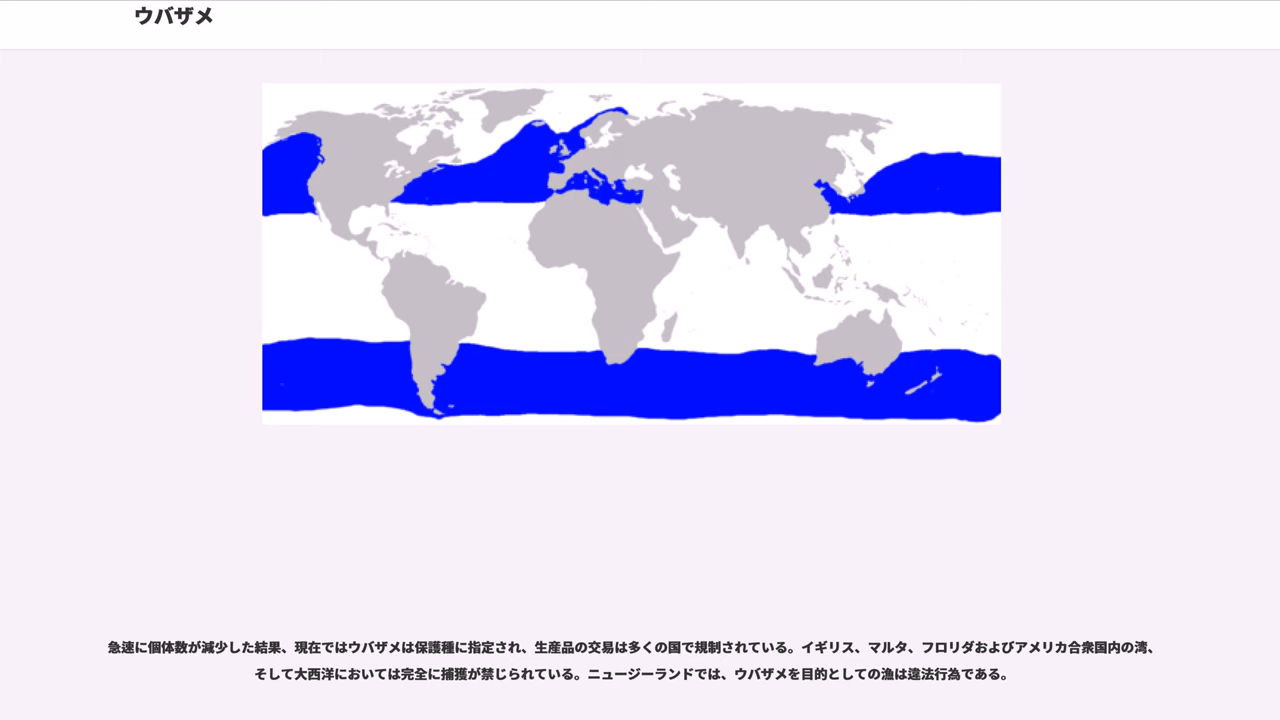 ウバザメ
急速に個体数が減少した結果、現在ではウバザメは保護種に指定され、生産品の交易は多くの国で規制されている。イギリス、マルタ、フロリダおよびアメリカ合衆国内の湾、
そして大西洋においては完全に捕獲が禁じられている。ニュージーランドでは、ウバザメを目的としての漁は違法行為である。